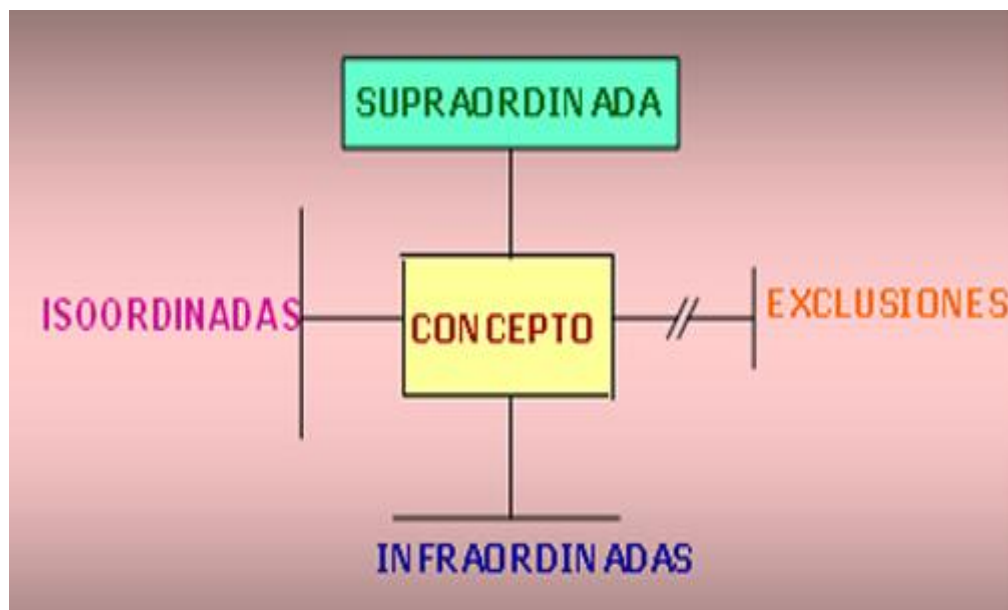 SUPRAORDINADA
ISOORDINADAS
CONCEPTO
EXCLUSIONES
INFRAORDINADAS